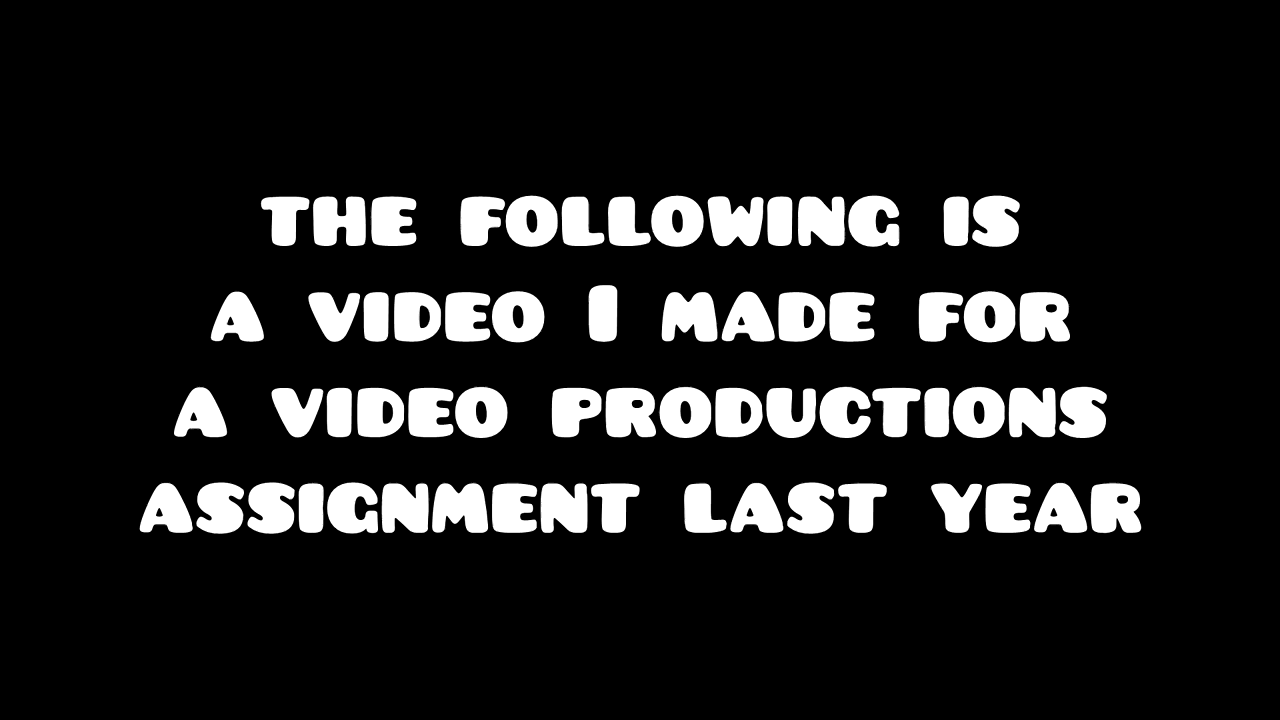 THE FOLLOWING IS
A VIDEO I MADE FOR
A VIDEO PRODUCTIONS
ASSIGNMENT LAST YEAR